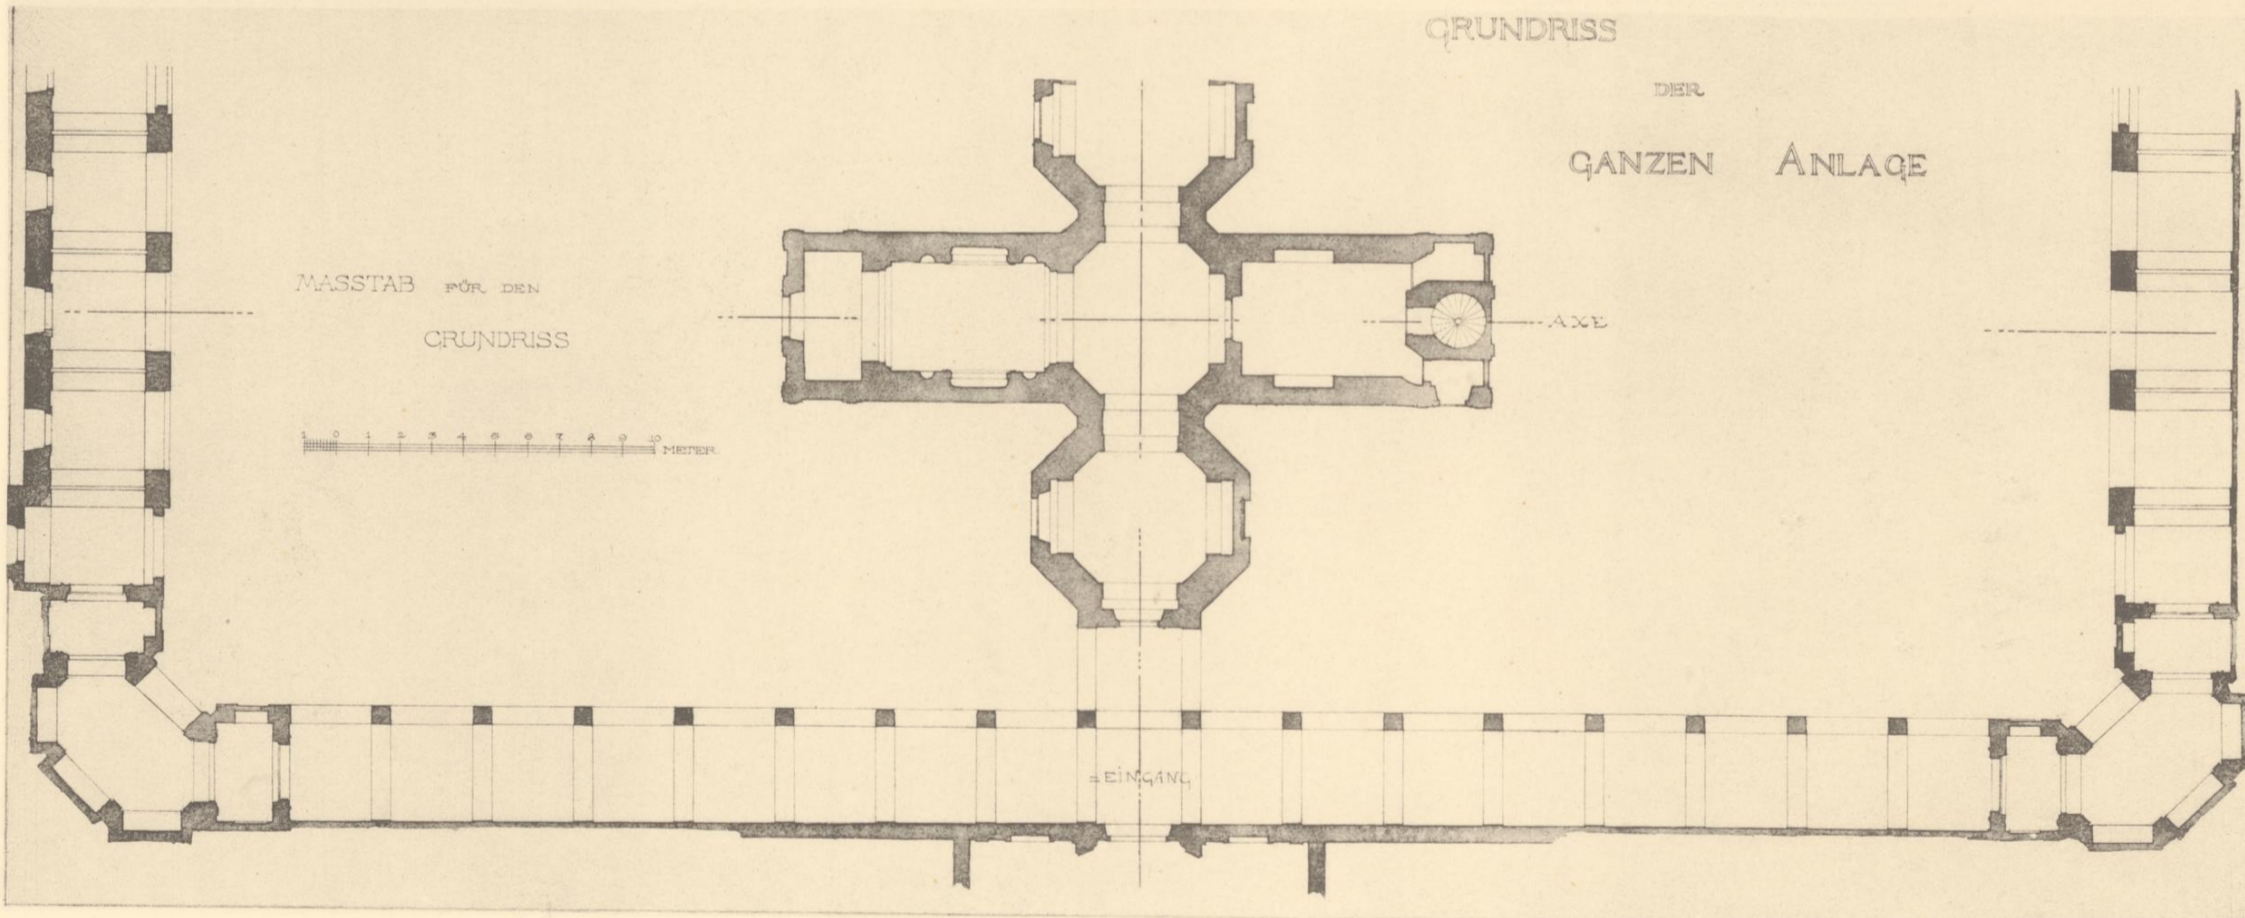 GRUNDRISS
DER
GANZEN ANLAGE
MASSTAB FÜR DEN
GRUNDRISS
AXE
1 0 1 2 3 4 5 6 7 8 9 10
METER
=EINGANG